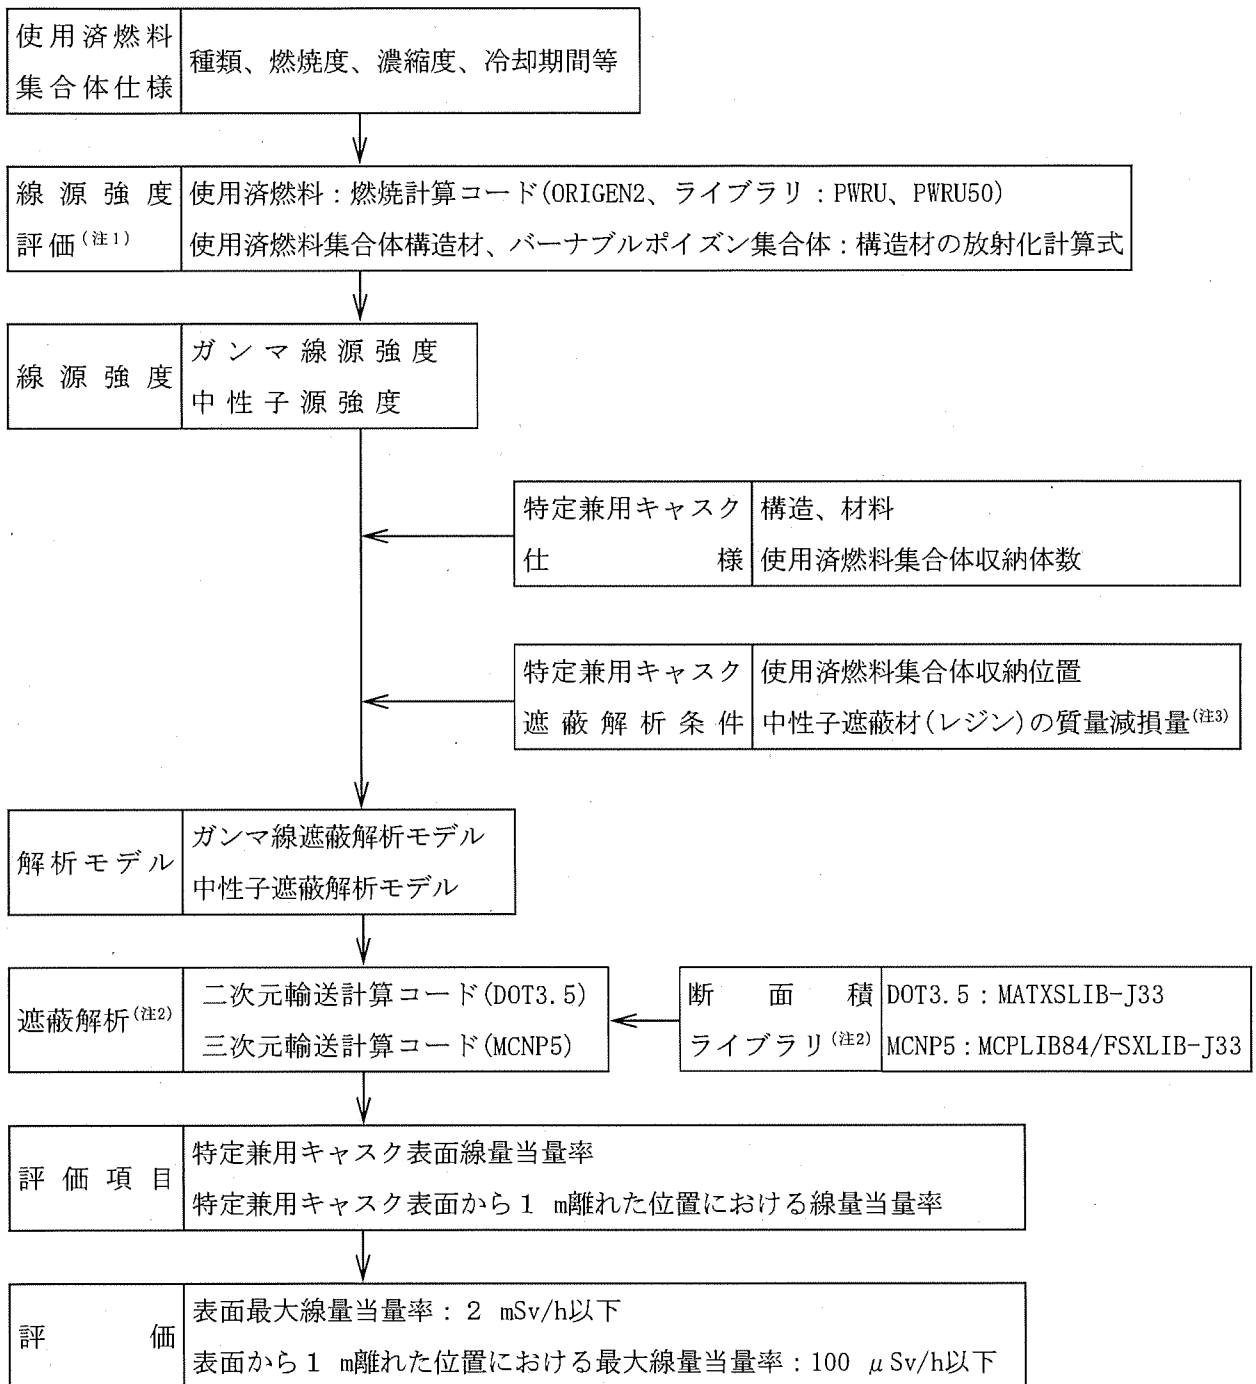 使用済燃料
集合体仕様
種類、燃焼度、濃縮度、冷却期間等
線源強度
評価(注1)
使用済燃料：燃焼計算コード(ORIGEN2、ライブラリ：PWRU、PWRU50)
使用済燃料集合体構造材、バーナブルポイズン集合体：構造材の放射化計算式
線源強度
ガンマ線源強度
中性子源強度
特定兼用キャスク
仕様
構造、材料
使用済燃料集合体収納体数
特定兼用キャスク
遮蔽解析条件
使用済燃料集合体収納位置
中性子遮蔽材(レジン)の質量減損量(注3)
解析モデル
ガンマ線遮蔽解析モデル
中性子遮蔽解析モデル
遮蔽解析(注2)
二次元輸送計算コード(DOT3.5)
三次元輸送計算コード(MCNP5)
断面積
ライブラリ(注2)
DOT3.5：MATXSLIB-J33
MCNP5：MCPLIB84/FSXLIB-J33
評価項目
特定兼用キャスク表面線量当量率
特定兼用キャスク表面から1 m離れた位置における線量当量率
評価
表面最大線量当量率：2 mSv/h以下
表面から1 m離れた位置における最大線量当量率：100 μSv/h以下